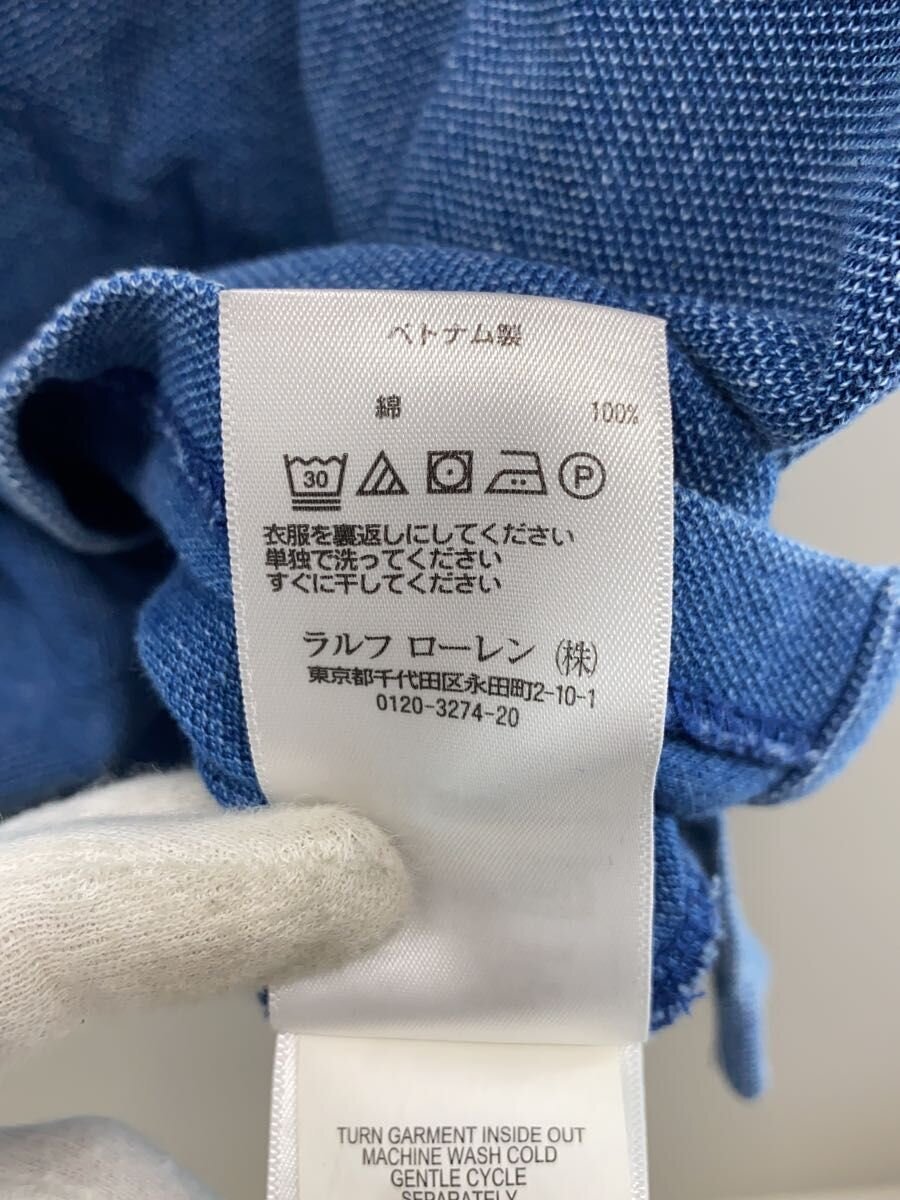 ベトナム製
綿 100%
30 P
衣服を裏返しにしてください
単独で洗ってください
すぐに干してください
ラルフ ローレン (株)
東京都千代田区永田町2-10-1
0120-3274-20
TURN GARMENT INSIDE OUT
MACHINE WASH COLD
GENTLE CYCLE
SEPARATELY